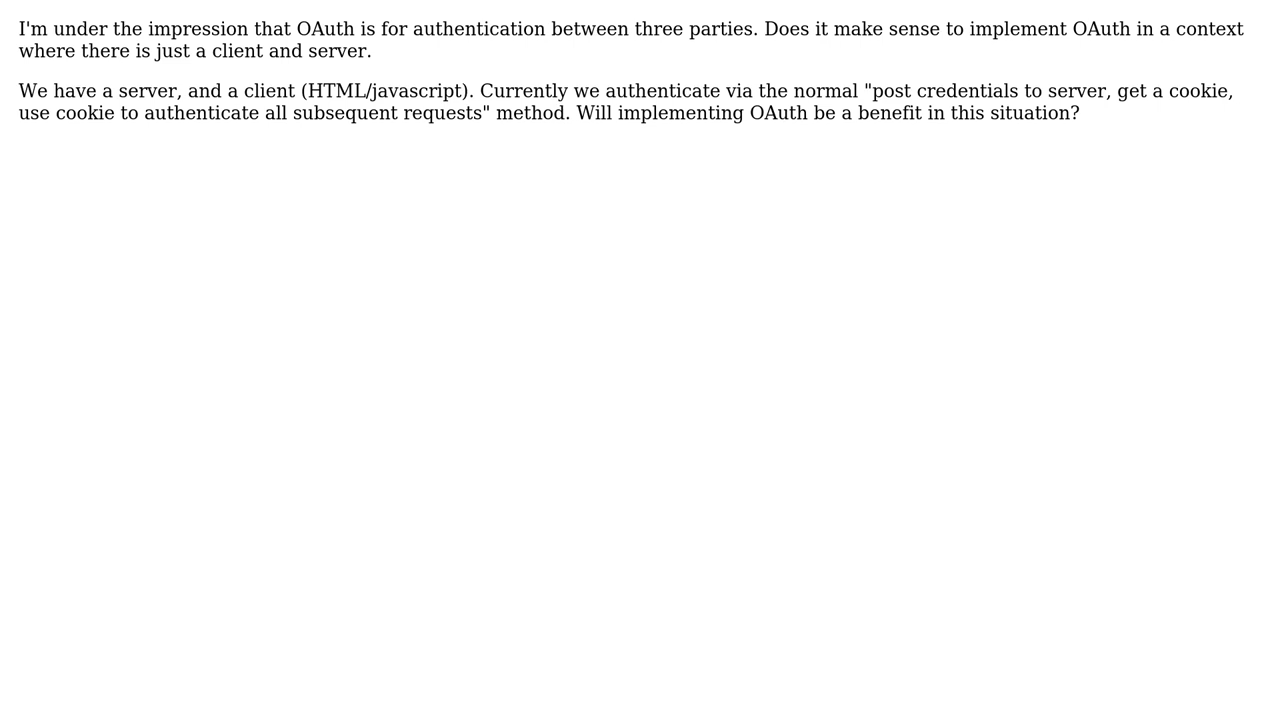 I'm under the impression that OAuth is for authentication between three parties. Does it make sense to implement OAuth in a context
where there is just a client and server.
We have a server, and a client (HTML/javascript). Currently we authenticate via the normal "post credentials to server, get a cookie,
use cookie to authenticate all subsequent requests" method. Will implementing OAuth be a benefit in this situation?